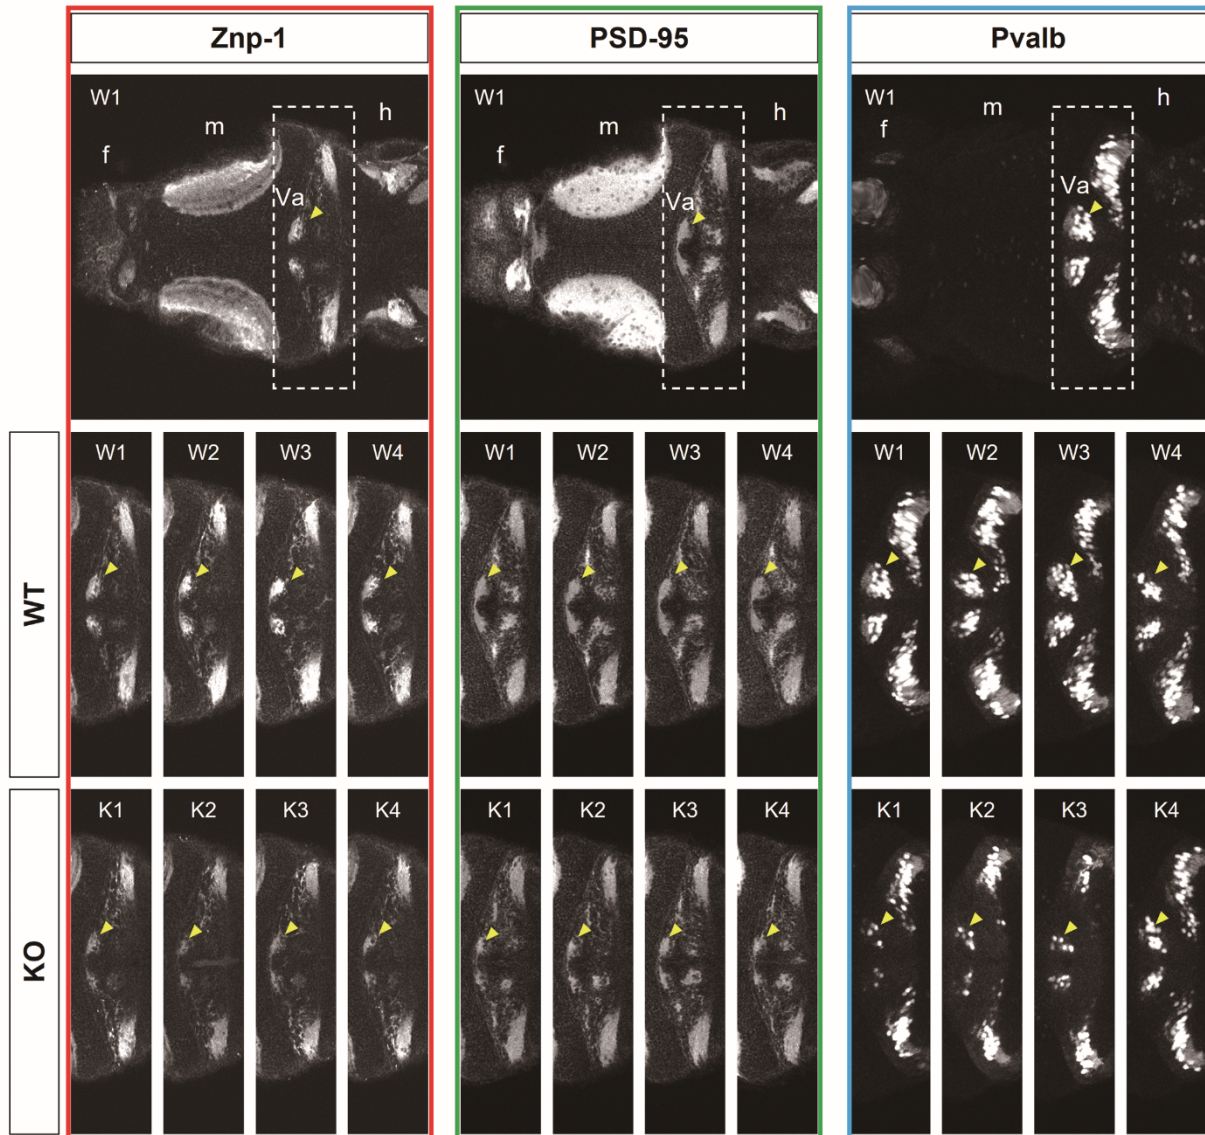 Znp-1 PSD-95 Pvalb
W1 W1 W1
f m h f m h f m h
Va Va Va
WT
W1 W2 W3 W4 W1 W2 W3 W4 W1 W2 W3 W4
KO
K1 K2 K3 K4 K1 K2 K3 K4 K1 K2 K3 K4